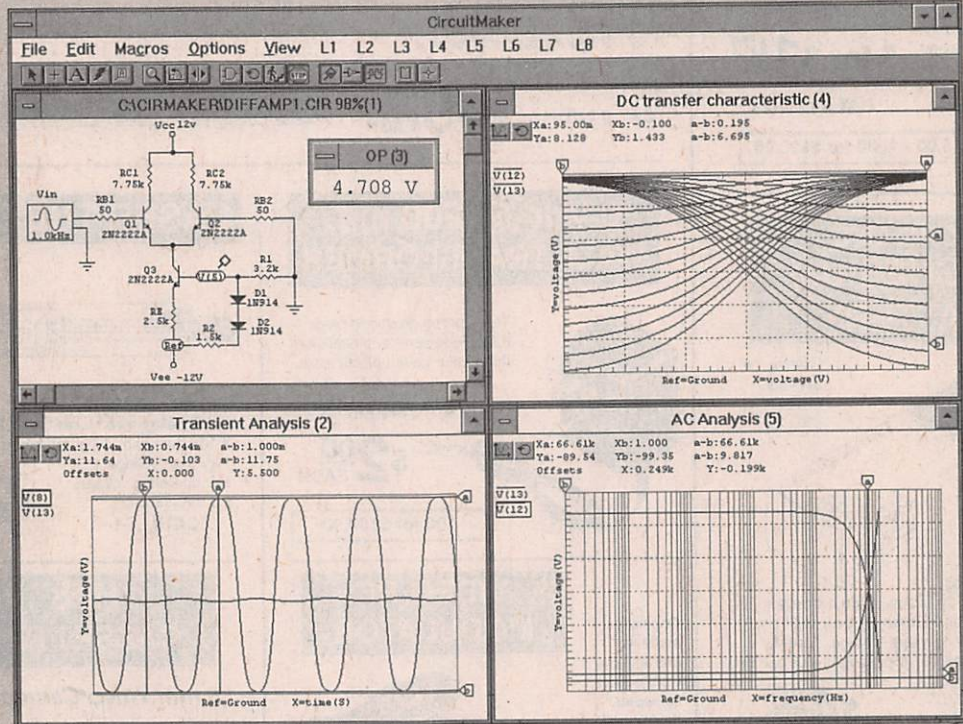 CircuitMaker
File Edit Macros Options View L1 L2 L3 L4 L5 L6 L7 L8
C:\CIRMAKER\DIFFAMP1.CIR 98%(1)
Vcc 12v
RC1
7.75k
RC2
7.75k
Vin
1.0kHz
RB1
50
Q1
2N2222A
Q2
2N2222A
RB2
50
Q3
2N2222A
V(5)
R1
3.2k
D1
1N914
D2
1N914
RE
R2
1.5k
Ref
Vee -12V
OP (3)
4.708 V
DC transfer characteristic (4)
Xa:95.00m Xb:-0.100 a-b:0.195
Ya:8.128 Yb:1.433 a-b:6.695
b a
V(12)
V(13)
a
b
Y=voltage(V)
Ref=Ground X=voltage(V)
Transient Analysis (2)
Xa:1.744m Xb:0.744m a-b:1.000m
Ya:11.64 Yb:-0.103 a-b:11.75
Offsets X:0.000 Y:5.500
b a
V(8)
V(13)
a
b
Y=voltage(V)
Ref=Ground X=time(S)
AC Analysis (5)
Xa:66.61k Xb:1.000 a-b:66.61k
Ya:-89.54 Yb:-99.35 a-b:9.817
Offsets X:0.249k Y:-0.199k
b a
V(13)
V(12)
a
b
Y=voltage(V)
Ref=Ground X=frequency(Hz)